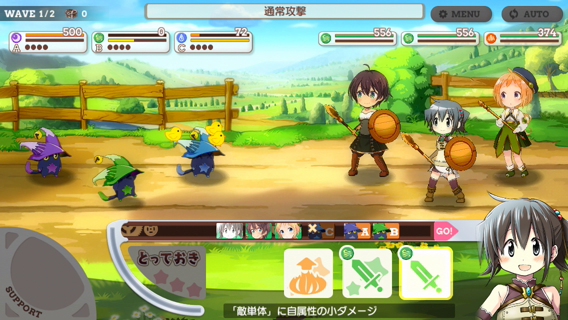 WAVE 1/2
0
通常攻撃
MENU
AUTO
500
A
0
B
72
C
556
556
374
C
A
B
GO!
とっておき
SUPPORT
「敵単体」に自属性の小ダメージ